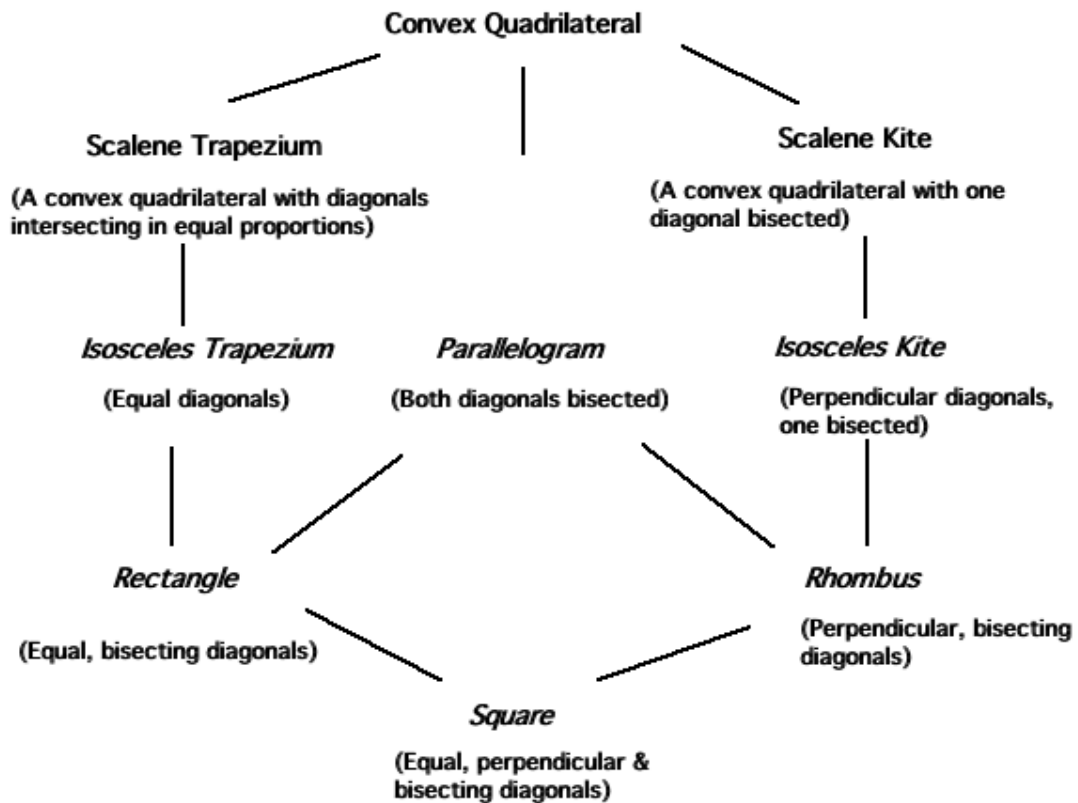 Convex Quadrilateral
Scalene Trapezium
(A convex quadrilateral with diagonals
intersecting in equal proportions)
Scalene Kite
(A convex quadrilateral with one
diagonal bisected)
Isosceles Trapezium
(Equal diagonals)
Parallelogram
(Both diagonals bisected)
Isosceles Kite
(Perpendicular diagonals,
one bisected)
Rectangle
(Equal, bisecting diagonals)
Rhombus
(Perpendicular, bisecting
diagonals)
Square
(Equal, perpendicular &
bisecting diagonals)